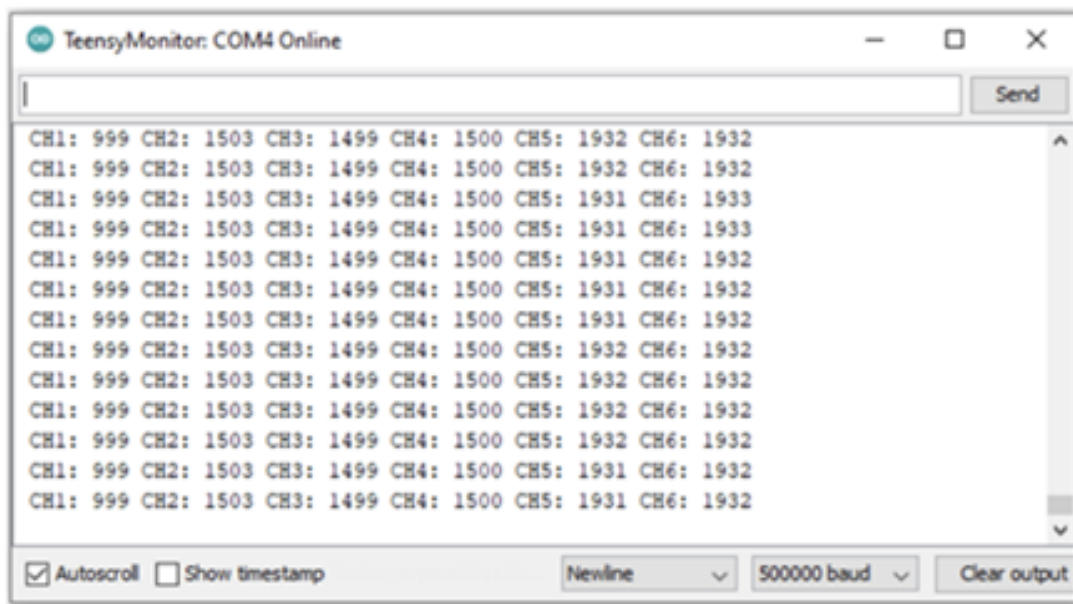 TeensyMonitor: COM4 Online
Send
CH1: 999 CH2: 1503 CH3: 1499 CH4: 1500 CH5: 1932 CH6: 1932
CH1: 999 CH2: 1503 CH3: 1499 CH4: 1500 CH5: 1932 CH6: 1932
CH1: 999 CH2: 1503 CH3: 1499 CH4: 1500 CH5: 1931 CH6: 1933
CH1: 999 CH2: 1503 CH3: 1499 CH4: 1500 CH5: 1931 CH6: 1933
CH1: 999 CH2: 1503 CH3: 1499 CH4: 1500 CH5: 1931 CH6: 1932
CH1: 999 CH2: 1503 CH3: 1499 CH4: 1500 CH5: 1931 CH6: 1932
CH1: 999 CH2: 1503 CH3: 1499 CH4: 1500 CH5: 1931 CH6: 1932
CH1: 999 CH2: 1503 CH3: 1499 CH4: 1500 CH5: 1932 CH6: 1932
CH1: 999 CH2: 1503 CH3: 1499 CH4: 1500 CH5: 1932 CH6: 1932
CH1: 999 CH2: 1503 CH3: 1499 CH4: 1500 CH5: 1932 CH6: 1932
CH1: 999 CH2: 1503 CH3: 1499 CH4: 1500 CH5: 1932 CH6: 1932
CH1: 999 CH2: 1503 CH3: 1499 CH4: 1500 CH5: 1931 CH6: 1932
CH1: 999 CH2: 1503 CH3: 1499 CH4: 1500 CH5: 1931 CH6: 1932
Autoscroll Show timestamp Newline 500000 baud Clear output